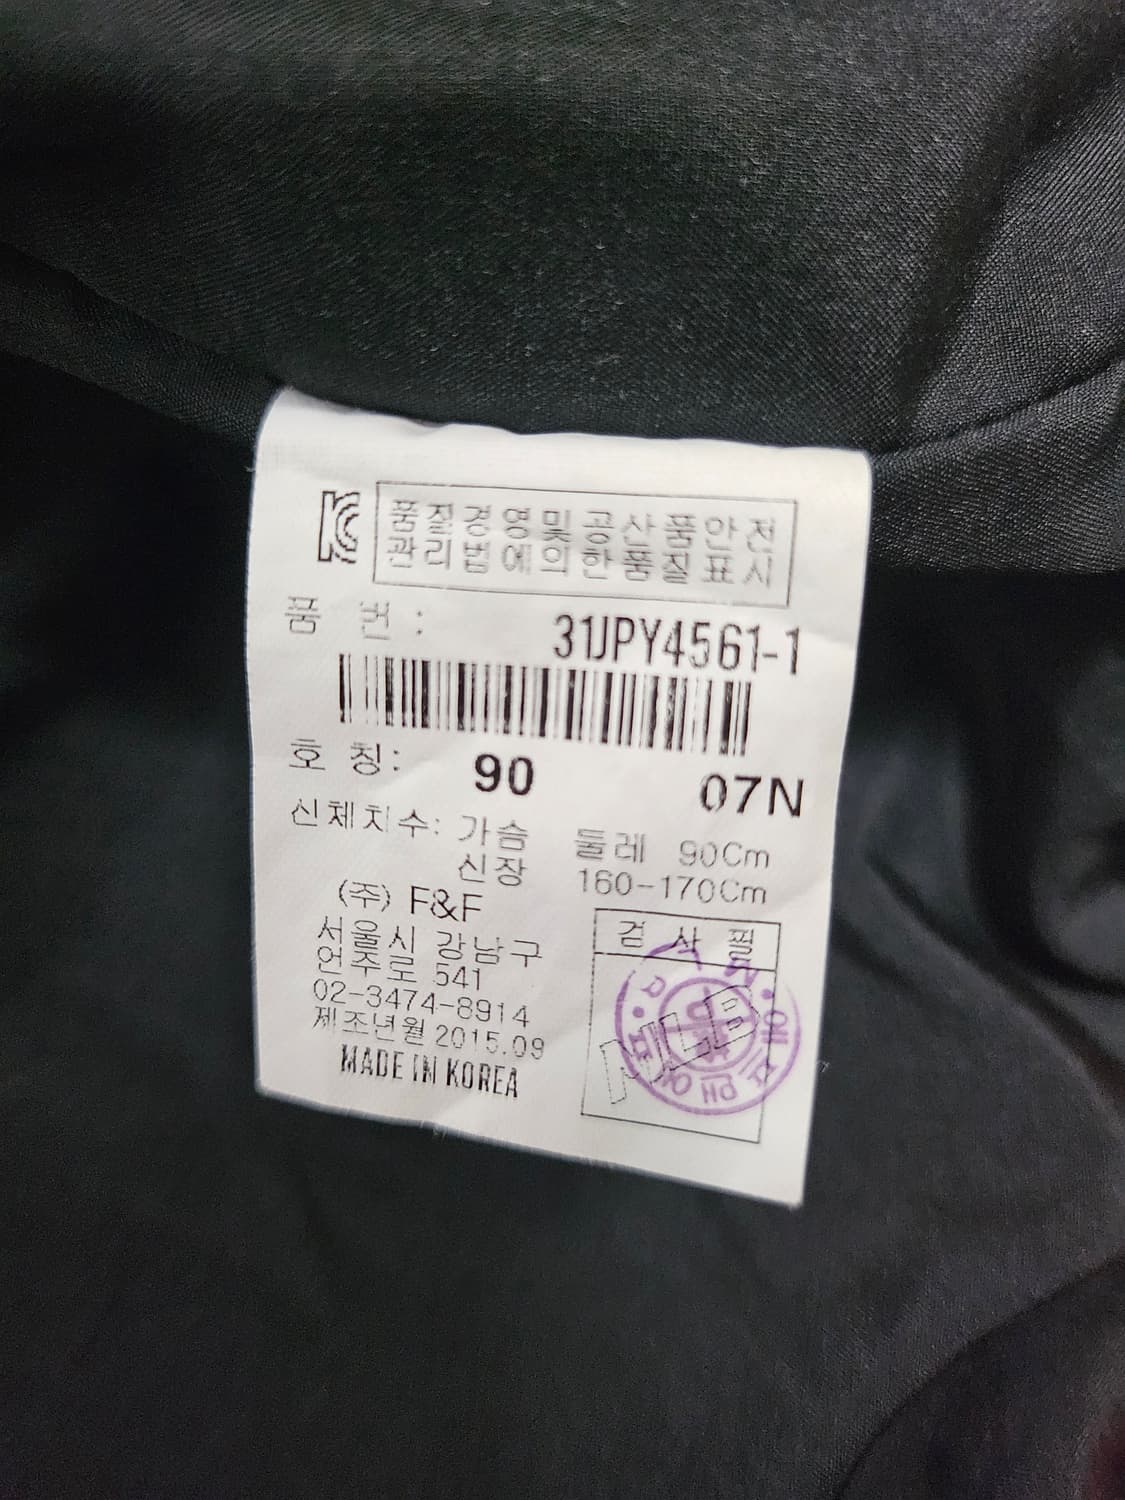 품질경영및공산품안전
관리법에의한품질표시
품 번 : 31JPY4561-1
호 칭: 90 07N
신체치수: 가슴 둘레 90Cm
신장 160-170Cm
(주) F&F
서울시 강남구
언주로 541
02-3474-8914
제조년월 2015.09
MADE IN KOREA
검 사 필
MLB